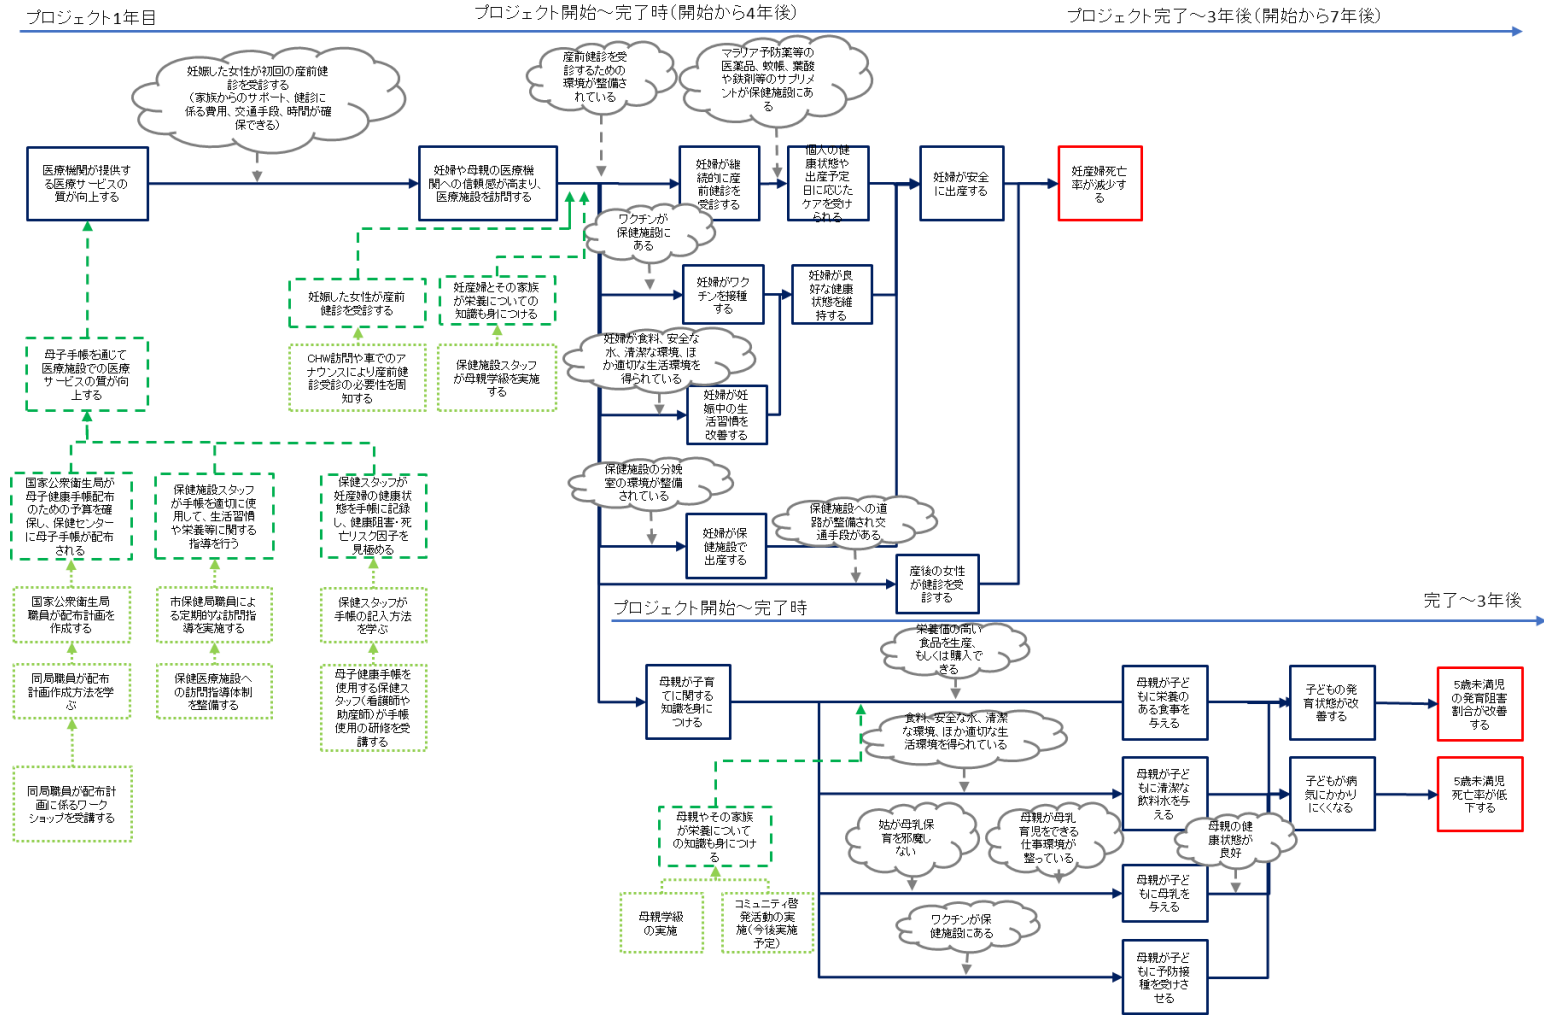 プロジェクト1年目
プロジェクト開始～完了時(開始から4年後)
プロジェクト完了～3年後(開始から7年後)
妊娠した女性が初回の産前健
診を受診する
(家族からのサポート、健診に
係る費用、交通手段、時間が確
保できる)
産前健診を受
診するための
環境が整備さ
れている
マラリア予防薬等の
医薬品、蚊帳、葉酸
や鉄剤等のサプリメ
ントが保健施設にあ
る
医療機関が提供す
る医療サービスの
質が向上する
妊婦や母親の医療機
関への信頼感が高まり、
医療施設を訪問する
妊婦が継
続的に産
前健診を
受診する
個人の健
康状態や
出産予定
日に応じた
ケアを受け
られる
妊婦が安全
に出産する
妊産婦死亡
率が減少す
る
ワクチンが
保健施設に
ある
妊娠した女性が産前
健診を受診する
妊産婦とその家族
が栄養についての
知識も身につける
妊婦がワク
チンを接種
する
妊婦が良
好な健康
状態を維
持する
母子手帳を通じて
医療施設での医療
サービスの質が向
上する
CHW訪問や車でのア
ナウンスにより産前健
診受診の必要性を周
知する
保健施設スタッフ
が母親学級を実施
する
妊婦が食料、安全な
水、清潔な環境、ほ
か適切な生活環境を
得られている
妊婦が妊
娠中の生
活習慣を
改善する
国家公衆衛生局が
母子健康手帳配布
のための予算を確
保し、保健センター
に母子手帳が配布
される
保健施設スタッフ
が手帳を適切に使
用して、生活習慣
や栄養等に関する
指導を行う
保健スタッフが
妊産婦の健康状
態を手帳に記録
し、健康阻害・死
亡リスク因子を
見極める
保健施設の分娩
室の環境が整備
されている
妊婦が保
健施設で
出産する
保健施設への道
路が整備され交
通手段がある
産後の女性
が健診を受
診する
国家公衆衛生局
職員が配布計画を
作成する
市保健局職員によ
る定期的な訪問指
導を実施する
保健スタッフが
手帳の記入方法
を学ぶ
同局職員が配布
計画作成方法を学
ぶ
保健医療施設へ
の訪問指導体制
を整備する
母子健康手帳を
使用する保健ス
タッフ(看護師や
助産師)が手帳
使用の研修を受
講する
同局職員が配布計
画に係るワーク
ショップを受講する
プロジェクト開始～完了時
完了～3年後
栄養価の高い
食品を生産、
もしくは購入で
きる
母親が子育
てに関する
知識を身に
つける
母親が子ど
もに栄養の
ある食事を
与える
子どもの発
育状態が改
善する
5歳未満児
の発育阻害
割合が改善
する
食料、安全な水、清潔
な環境、ほか適切な生
活環境を得られている
母親が子ど
もに清潔な
飲料水を与
える
子どもが病
気にかかり
にくくなる
5歳未満児
死亡率が低
下する
母親やその家族
が栄養について
の知識も身につけ
る
姑が母乳保
育を邪魔し
ない
母親が母乳
育児をできる
仕事環境が
整っている
母親の健
康状態が
良好
母親が子ど
もに母乳を
与える
母親学級
の実施
コミュニティ啓
発活動の実
施(今後実施
予定)
ワクチンが保
健施設にある
母親が子ど
もに予防接
種を受けさ
せる